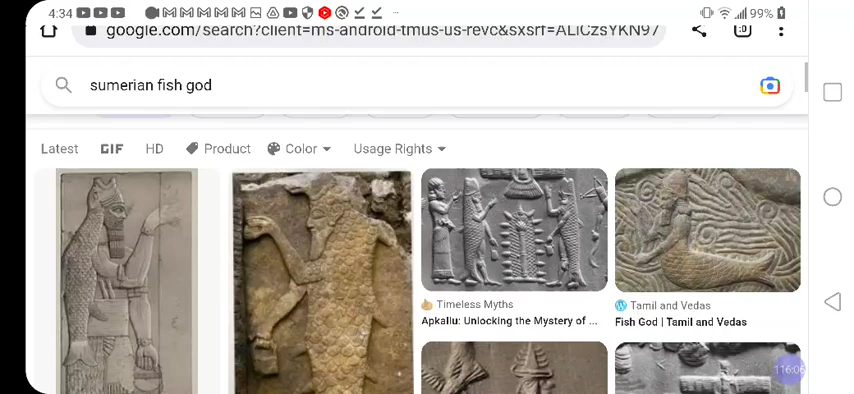 4:34
99%
google.com/search?client=ms-android-tmus-us-revc&sxsrf=ALiCzsYKN97
:D
sumerian fish god
Latest GIF HD Product Color Usage Rights
Timeless Myths
Apkallu: Unlocking the Mystery of ...
Tamil and Vedas
Fish God | Tamil and Vedas
116:06